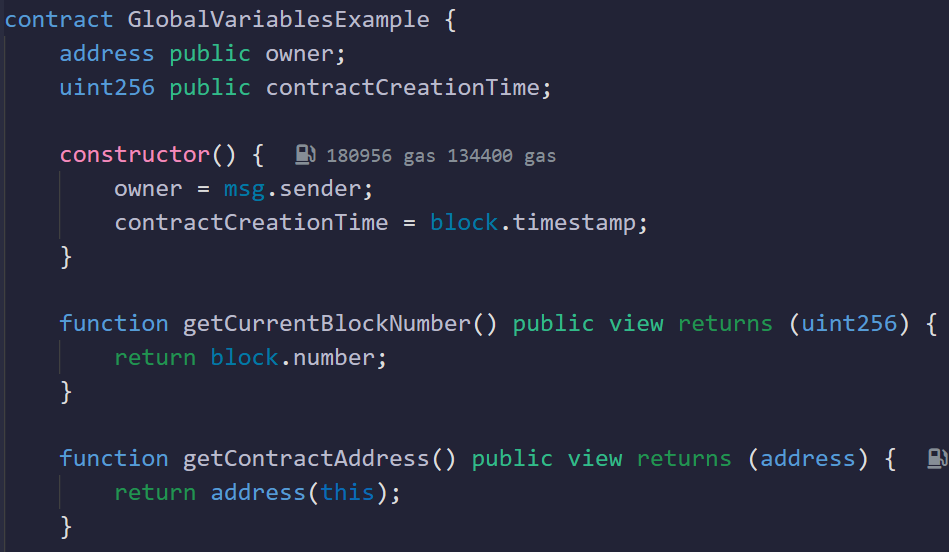 contract GlobalVariablesExample {
address public owner;
uint256 public contractCreationTime;
constructor() { 180956 gas 134400 gas
owner = msg.sender;
contractCreationTime = block.timestamp;
}
function getCurrentBlockNumber() public view returns (uint256) {
return block.number;
}
function getContractAddress() public view returns (address) {
return address(this);
}